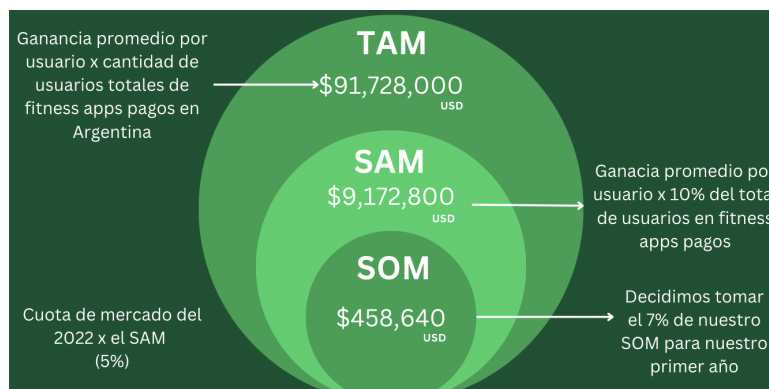 Ganancia promedio por
usuario x cantidad de
usuarios totales de
fitness apps pagos en
Argentina
TAM
$91,728,000
USD
SAM
$9,172,800
USD
Ganacia promedio po
usuario x 10% del tota
de usuarios en fitness
apps pagos
SOM
$458,640
USD
Cuota de mercado del
2022 x el SAM
(5%)
Decidimos tomar
el 7% de nuestro
SOM para nuestro
primer año